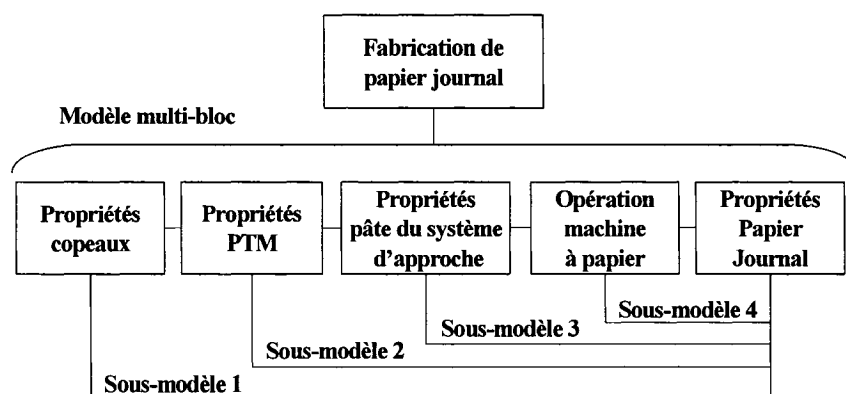 Fabrication de
papier journal
Modèle multi-bloc
Propriétés
copeaux
Propriétés
PTM
Propriétés
pâte du système
d'approche
Opération
machine
à papier
Propriétés
Papier
Journal
Sous-modèle 4
Sous-modèle 3
Sous-modèle 2
Sous-modèle 1